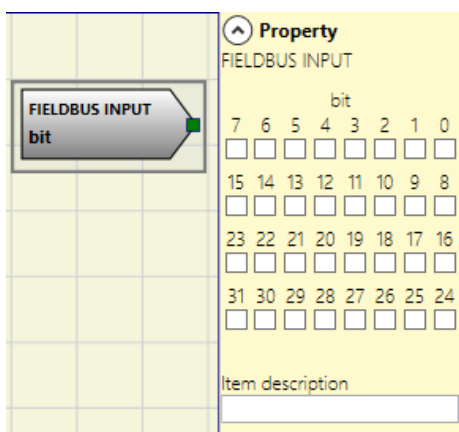 FIELDBUS INPUT
bit
Property
FIELDBUS INPUT
bit
7 6 5 4 3 2 1 0
15 14 13 12 11 10 9 8
23 22 21 20 19 18 17 16
31 30 29 28 27 26 25 24
Item description